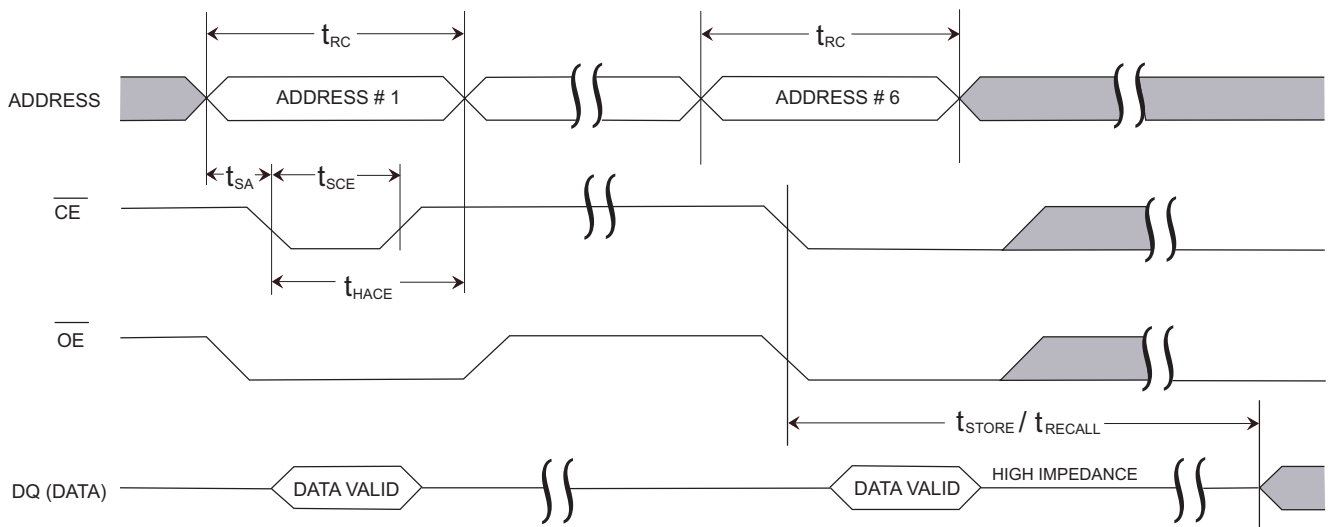 tRC tRC
ADDRESS ADDRESS # 1 ADDRESS # 6
tSA tSCE
CE
tHACE
OE
tSTORE / tRECALL
DQ (DATA) DATA VALID DATA VALID HIGH IMPEDANCE